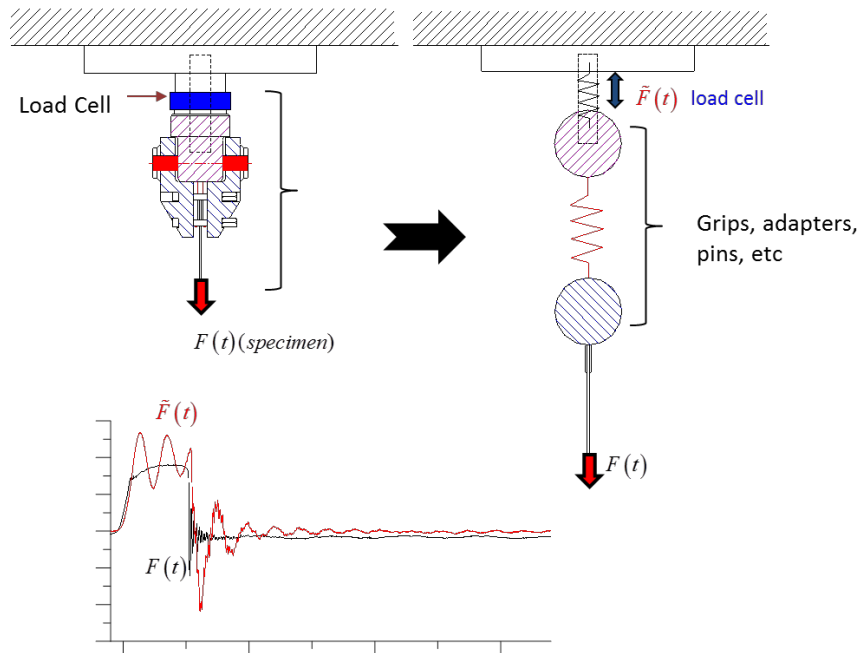 Load Cell
F(t)(specimen)
F̃(t) load cell
Grips, adapters,
pins, etc
F(t)
F̃(t)
F(t)